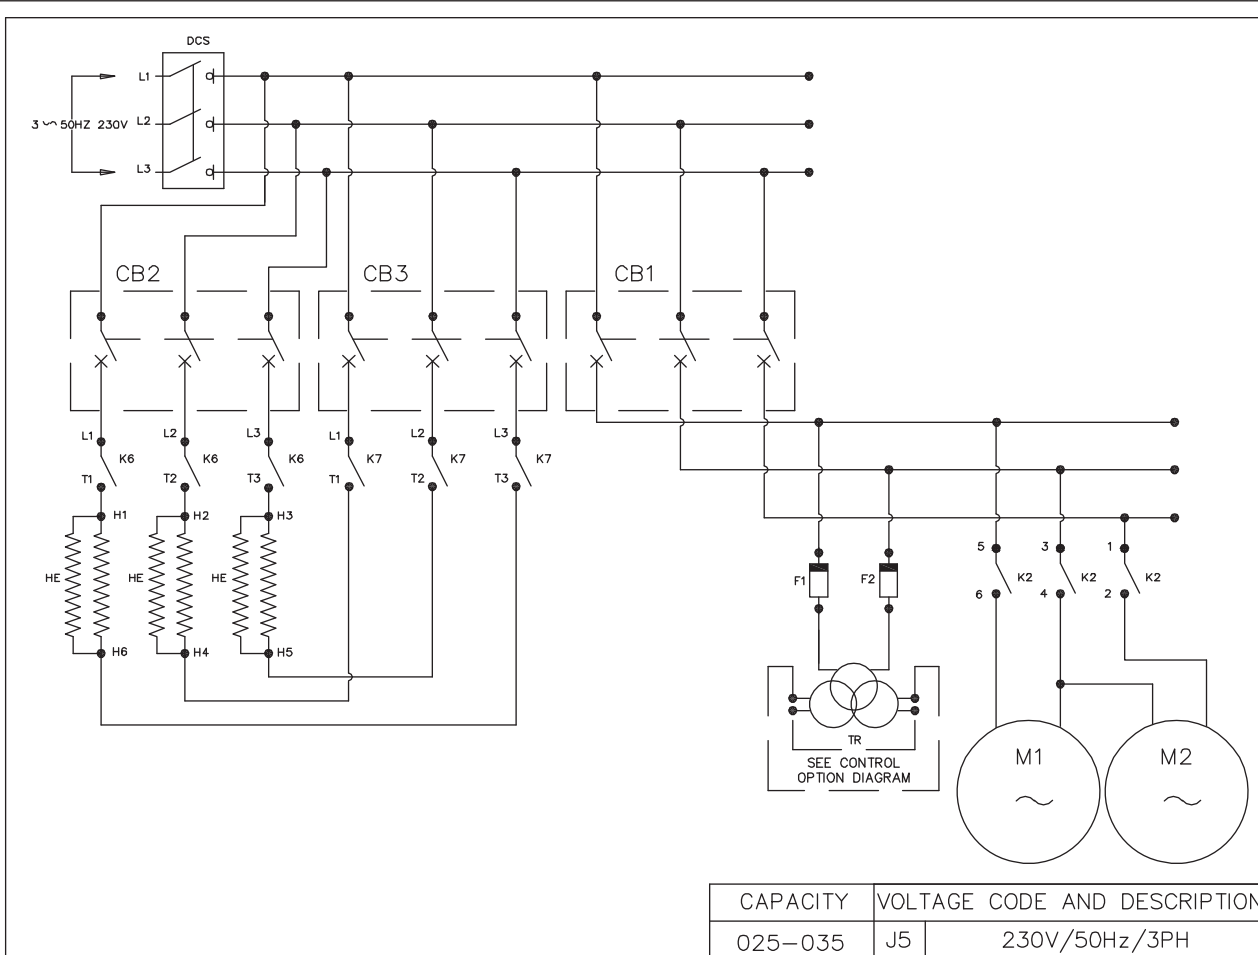 DCS
L1
3 ~ 50HZ 230V L2
L3
CB2 CB3 CB1
L1 L2 L3 L1 L2 L3
K6 K6 K6 K7 K7 K7
T1 T2 T3 T1 T2 T3
H1 H2 H3
HE HE HE
H6 H4 H5
5 3 1
F1 F2 K2 K2 K2
6 4 2
TR
SEE CONTROL
OPTION DIAGRAM
M1 M2
CAPACITY VOLTAGE CODE AND DESCRIPTION
025-035 J5 230V/50Hz/3PH